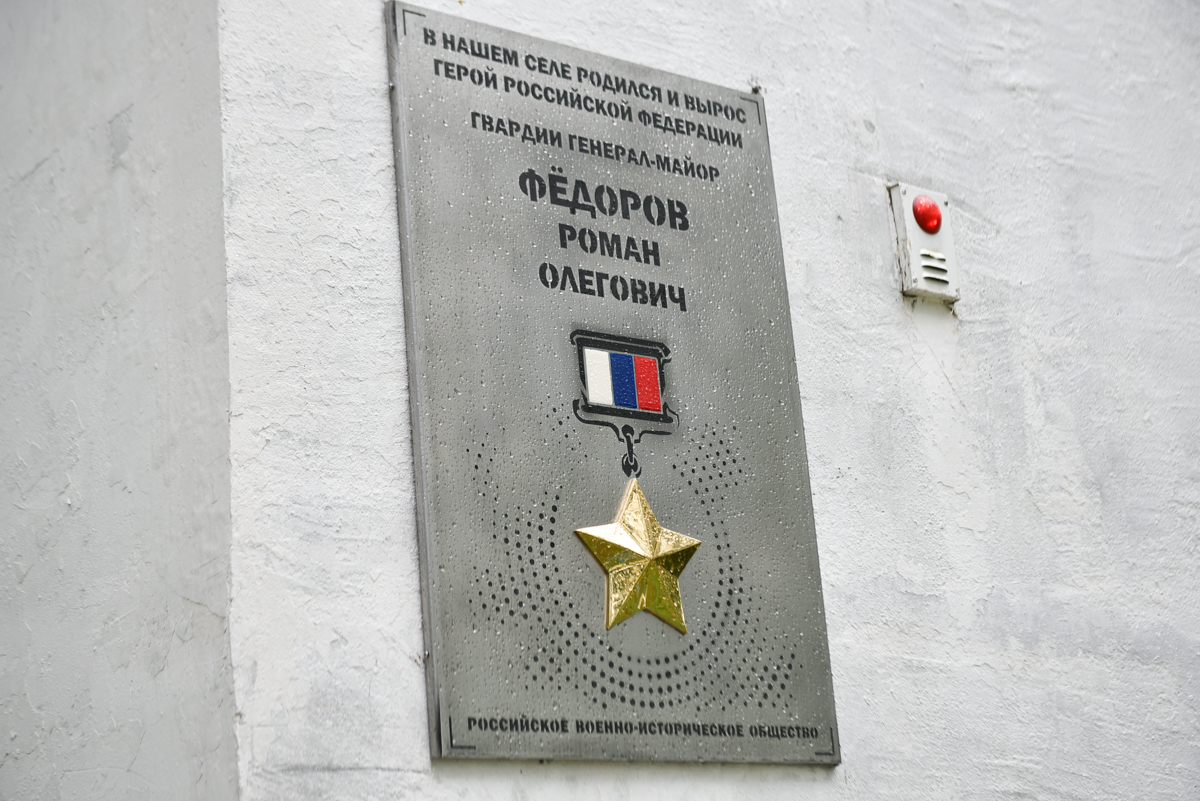 В НАШЕМ СЕЛЕ РОДИЛСЯ И ВЫРОС
ГЕРОЙ РОССИЙСКОЙ ФЕДЕРАЦИИ
ГВАРДИИ ГЕНЕРАЛ-МАЙОР
ФЁДОРОВ
РОМАН
ОЛЕГОВИЧ
РОССИЙСКОЕ ВОЕННО-ИСТОРИЧЕСКОЕ ОБЩЕСТВО